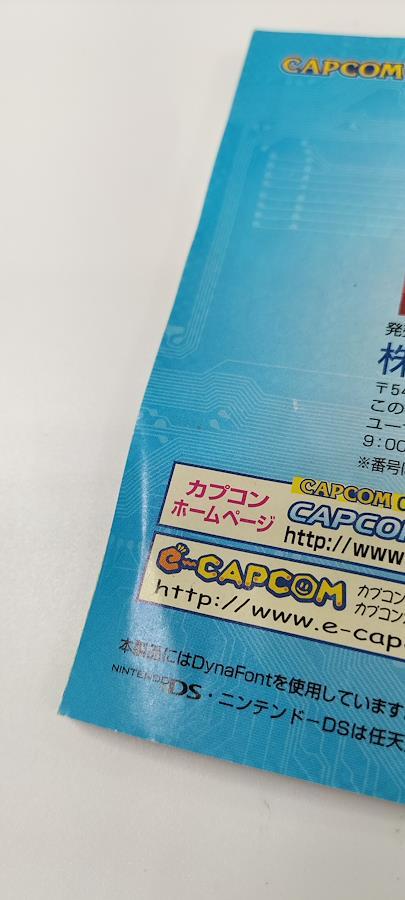 CAPCOM
発売
株
〒54
この
ユー
9:00
※番号
カプコン
ホームページ
CAPCOM
CAPCOM
http://www
e-CAPCOM
カプコン
カプコン
http://www.e-cap
本製品にはDynaFontを使用しています
NINTENDO DS・ニンテンドーDSは任天